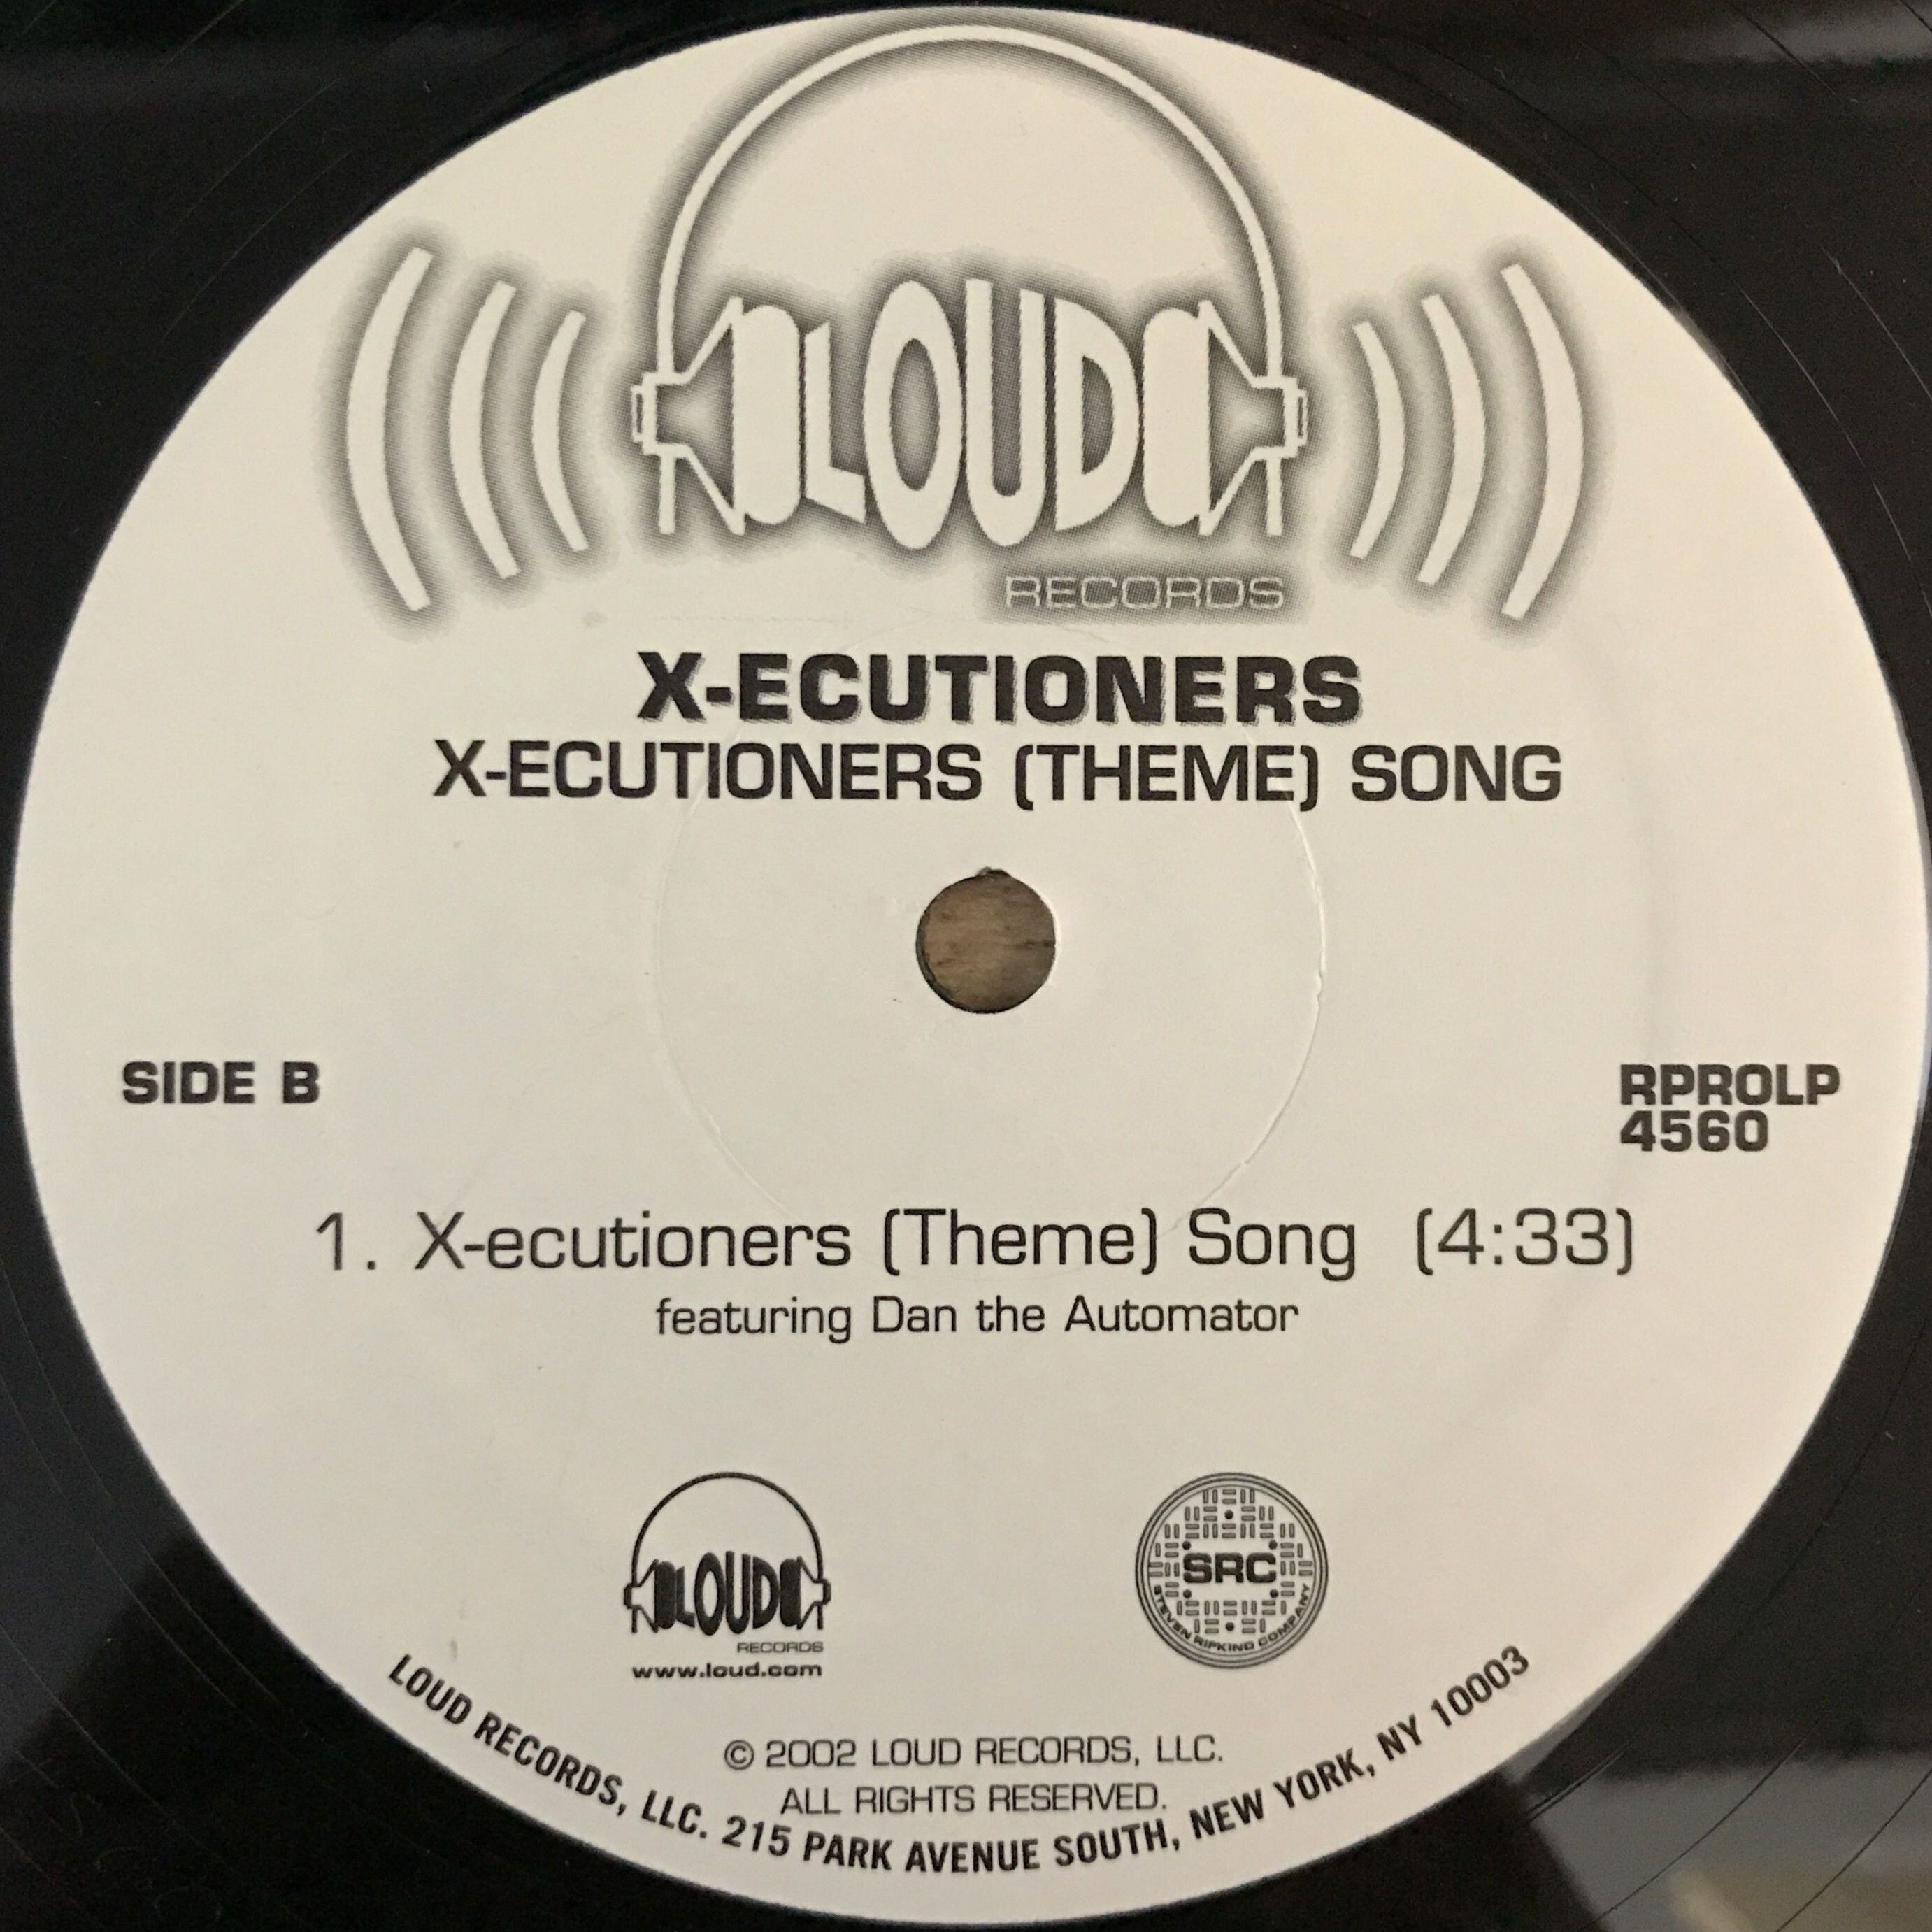 LOUD
RECORDS
X-ECUTIONERS
X-ECUTIONERS (THEME) SONG
SIDE B
RPROLP
4560
1. X-ecutioners (Theme) Song (4:33)
featuring Dan the Automator
LOUD
RECORDS
www.loud.com
SRC
STEVEN RIFKIND COMPANY
© 2002 LOUD RECORDS, LLC.
ALL RIGHTS RESERVED.
LOUD RECORDS, LLC. 215 PARK AVENUE SOUTH, NEW YORK, NY 10003